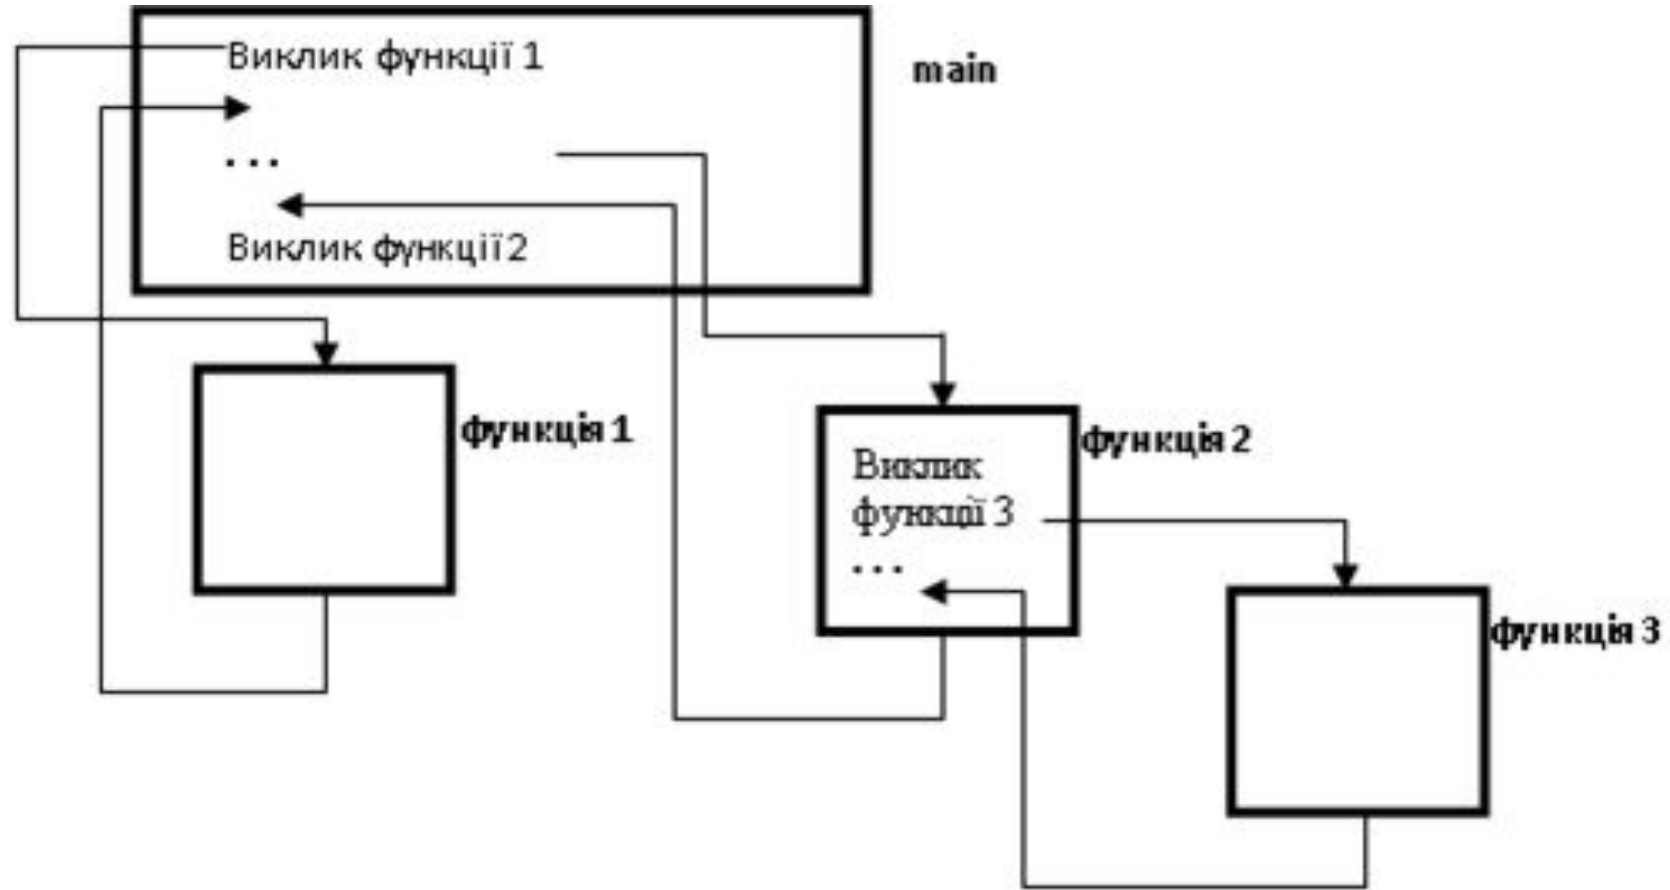 Виклик функції 1
main
...
Виклик функції 2
функція 1
функція 2
Виклик
функції 3
...
функція 3